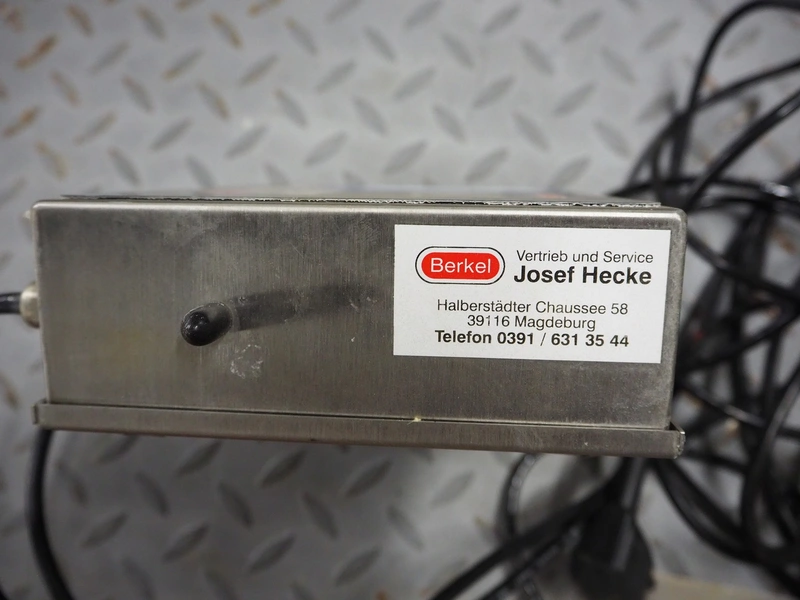 Berkel
Vertrieb und Service
Josef Hecke
Halberstädter Chaussee 58
39116 Magdeburg
Telefon 0391 / 631 35 44